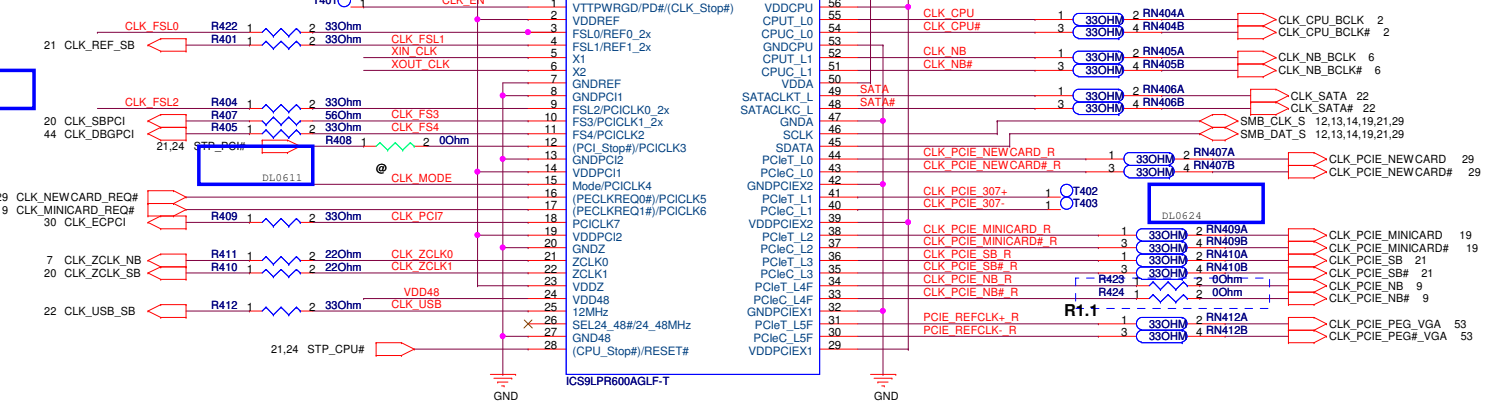 T401 1 CLK_EN 1 VTTPWRGD/PD#/(CLK_Stop#) VDDCPU 56
2 VDDREF CPUT_L0 55 CLK_CPU 1 33OHM 2 RN404A CLK_CPU_BCLK 2
CLK_FSL0 R422 1 2 33Ohm 3 FSL0/REF0_2x CPUC_L0 54 CLK_CPU# 3 33OHM 4 RN404B CLK_CPU_BCLK# 2
21 CLK_REF_SB R401 1 2 33Ohm CLK_FSL1 4 FSL1/REF1_2x GNDCPU 53
XIN_CLK 5 X1 CPUT_L1 52 CLK_NB 1 33OHM 2 RN405A CLK_NB_BCLK 6
XOUT_CLK 6 X2 CPUC_L1 51 CLK_NB# 3 33OHM 4 RN405B CLK_NB_BCLK# 6
7 GNDREF VDDA 50
8 GNDPCI1 SATACLKT_L 49 SATA 1 33OHM 2 RN406A CLK_SATA 22
CLK_FSL2 R404 1 2 33Ohm 9 FSL2/PCICLK0_2x SATACLKC_L 48 SATA# 3 33OHM 4 RN406B CLK_SATA# 22
20 CLK_SBPCI R407 1 2 56Ohm CLK_FS3 10 FS3/PCICLK1_2x GNDA 47 SMB_CLK_S 12,13,14,19,21,29
44 CLK_DBGPCI R405 1 2 33Ohm CLK_FS4 11 FS4/PCICLK2 SCLK 46 SMB_DAT_S 12,13,14,19,21,29
21,24 STP_PCI# R408 1 2 0Ohm 12 (PCI_Stop#)/PCICLK3 SDATA 45
13 GNDPCI2 PCIeT_L0 44 CLK_PCIE_NEWCARD_R 1 33OHM 2 RN407A CLK_PCIE_NEWCARD 29
@ 14 VDDPCI1 PCIeC_L0 43 CLK_PCIE_NEWCARD#_R 3 33OHM 4 RN407B CLK_PCIE_NEWCARD# 29
DL0611 CLK_MODE 15 Mode/PCICLK4 GNDPCIEX2 42
29 CLK_NEWCARD_REQ# 16 (PECLKREQ0#)/PCICLK5 PCIeT_L1 41 CLK_PCIE_307+ 1 T402
9 CLK_MINICARD_REQ# 17 (PECLKREQ1#)/PCICLK6 PCIeC_L1 40 CLK_PCIE_307- 1 T403
30 CLK_ECPCI R409 1 2 33Ohm CLK_PCI7 18 PCICLK7 VDDPCIEX2 39 DL0624
19 VDDPCI2 PCIeT_L2 38 CLK_PCIE_MINICARD_R 1 33OHM 2 RN409A CLK_PCIE_MINICARD 19
20 GNDZ PCIeC_L2 37 CLK_PCIE_MINICARD#_R 3 33OHM 4 RN409B CLK_PCIE_MINICARD# 19
7 CLK_ZCLK_NB R411 1 2 22Ohm CLK_ZCLK0 21 ZCLK0 PCIeT_L3 36 CLK_PCIE_SB_R 1 33OHM 2 RN410A CLK_PCIE_SB 21
20 CLK_ZCLK_SB R410 1 2 22Ohm CLK_ZCLK1 22 ZCLK1 PCIeC_L3 35 CLK_PCIE_SB#_R 3 33OHM 4 RN410B CLK_PCIE_SB# 21
23 VDDZ PCIeT_L4F 34 CLK_PCIE_NB_R R423 1 2 0Ohm CLK_PCIE_NB 9
VDD48 24 VDD48 PCIeC_L4F 33 CLK_PCIE_NB#_R R424 1 2 0Ohm CLK_PCIE_NB# 9
22 CLK_USB_SB R412 1 2 33Ohm CLK_USB 25 12MHz GNDPCIEX1 32 R1.1
26 SEL24_48#/24_48MHz PCIeT_L5F 31 PCIE_REFCLK+_R 1 33OHM 2 RN412A CLK_PCIE_PEG_VGA 53
27 GND48 PCIeC_L5F 30 PCIE_REFCLK-_R 3 33OHM 4 RN412B CLK_PCIE_PEG#_VGA 53
21,24 STP_CPU# 28 (CPU_Stop#)/RESET# VDDPCIEX1 29
ICS9LPR600AGLF-T
GND GND